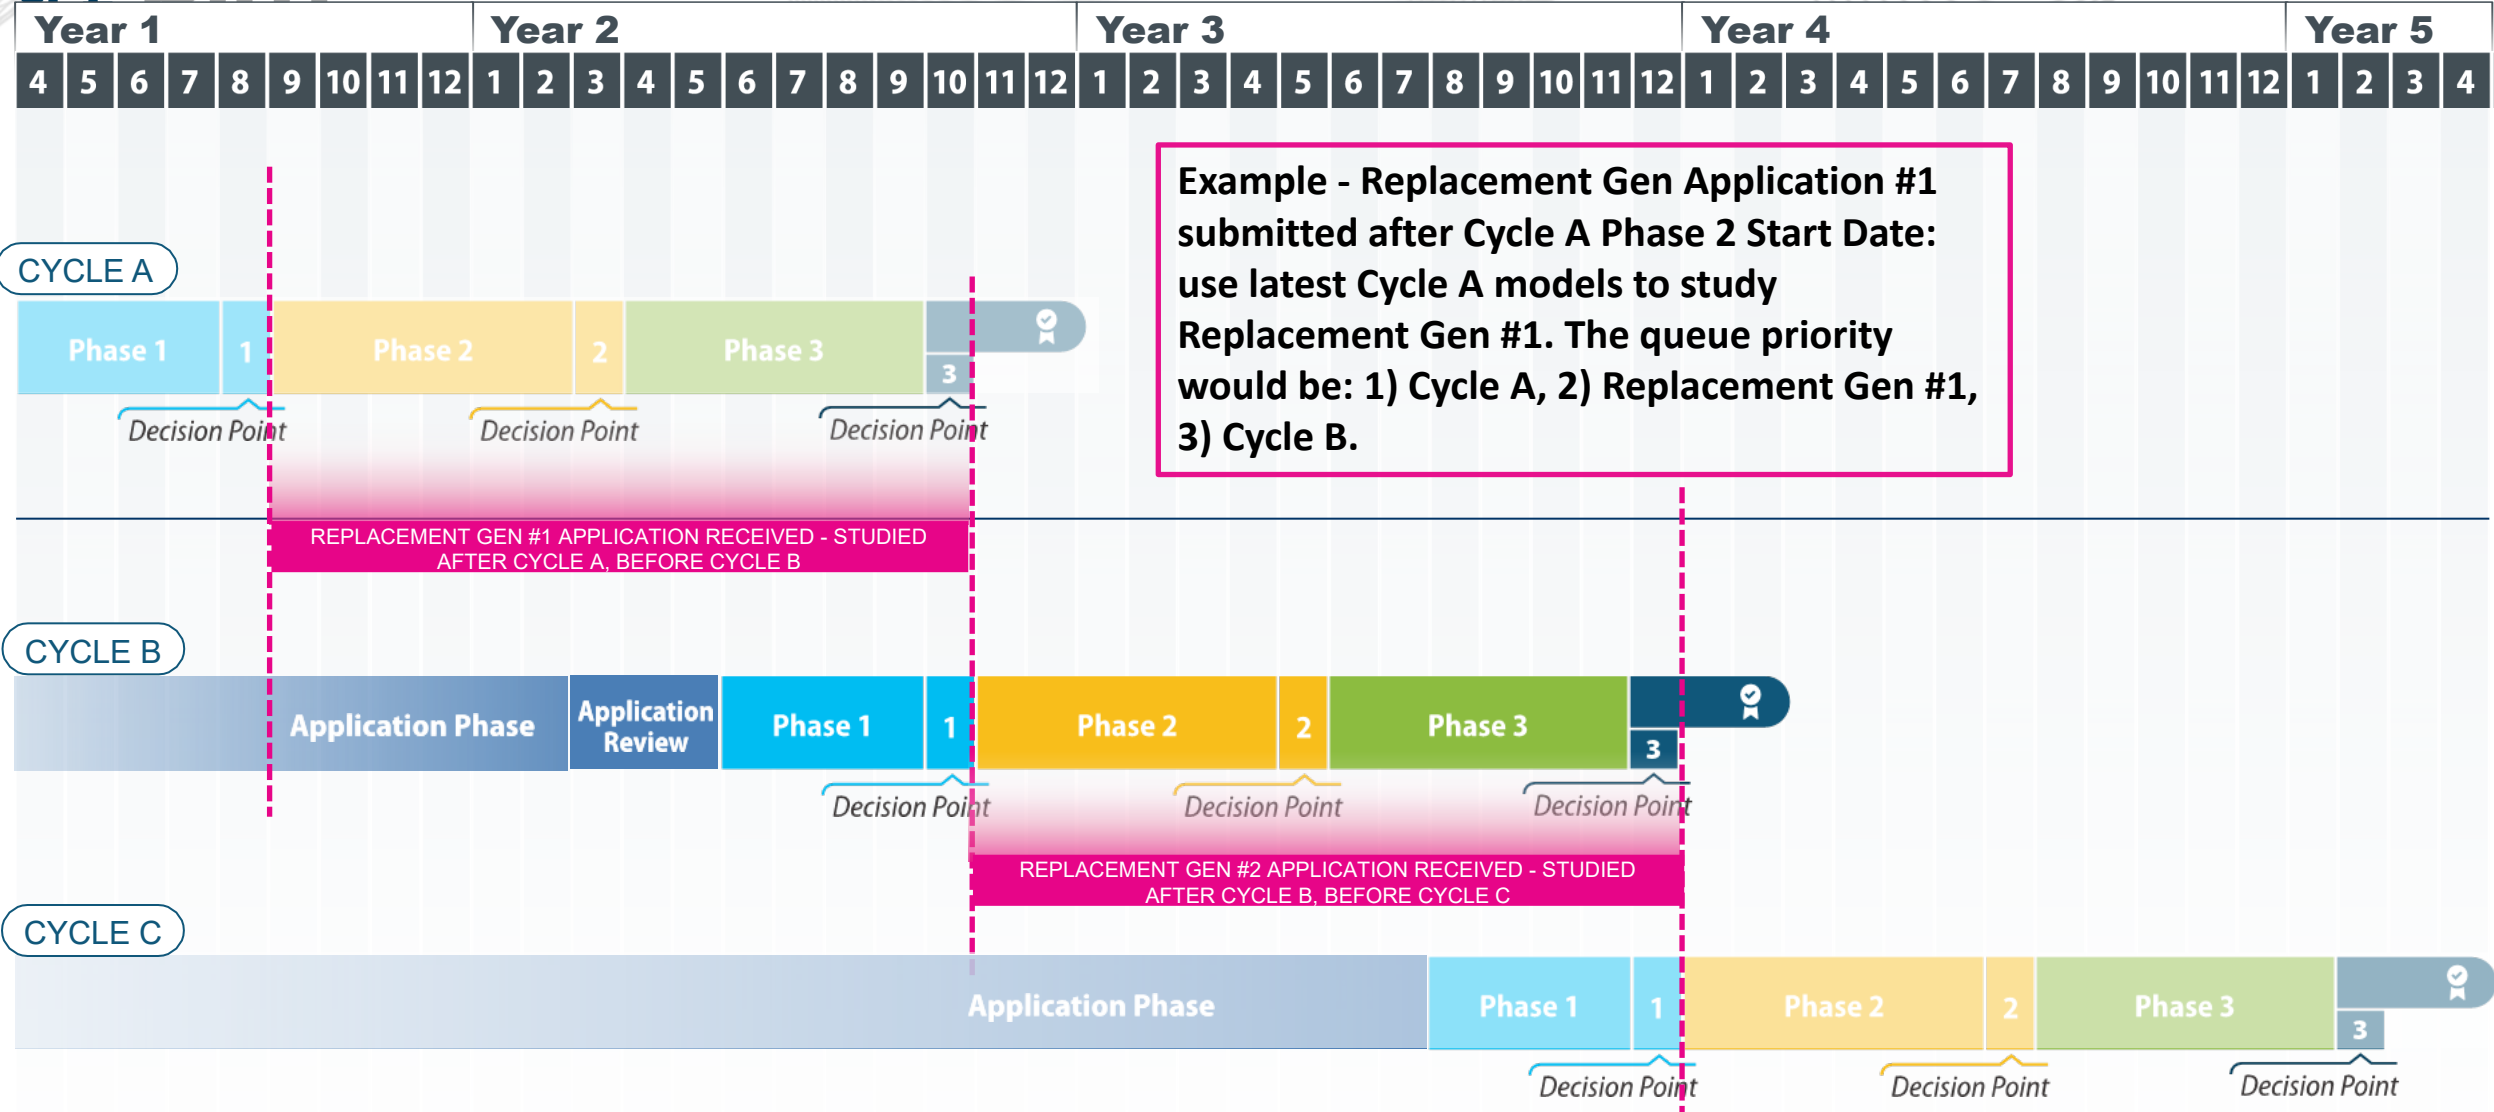 Year 1 Year 2 Year 3 Year 4 Year 5
4 5 6 7 8 9 10 11 12 1 2 3 4 5 6 7 8 9 10 11 12 1 2 3 4 5 6 7 8 9 10 11 12 1 2 3 4 5 6 7 8 9 10 11 12 1 2 3 4
Example - Replacement Gen Application #1
submitted after Cycle A Phase 2 Start Date:
use latest Cycle A models to study
Replacement Gen #1. The queue priority
would be: 1) Cycle A, 2) Replacement Gen #1,
3) Cycle B.
CYCLE A
Phase 1 1 Phase 2 2 Phase 3
3
Decision Point Decision Point Decision Point
REPLACEMENT GEN #1 APPLICATION RECEIVED - STUDIED
AFTER CYCLE A, BEFORE CYCLE B
CYCLE B
Application Phase Application
Review Phase 1 1 Phase 2 2 Phase 3
3
Decision Point Decision Point Decision Point
REPLACEMENT GEN #2 APPLICATION RECEIVED - STUDIED
AFTER CYCLE B, BEFORE CYCLE C
CYCLE C
Application Phase Phase 1 1 Phase 2 2 Phase 3
3
Decision Point Decision Point Decision Point